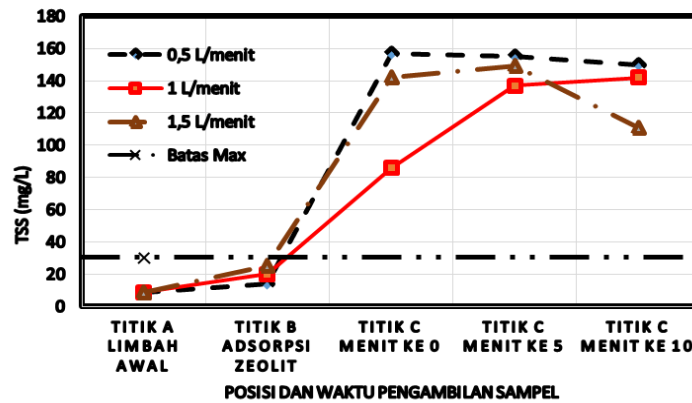 180
160
140
120
100
80
60
40
20
0
TSS (mg/L)
0,5 L/menit
1 L/menit
1,5 L/menit
Batas Max
TITIK A
LIMBAH
AWAL
TITIK B
ADSORPSI
ZEOLIT
TITIK C
MENIT KE 0
TITIK C
MENIT KE 5
TITIK C
MENIT KE 10
POSISI DAN WAKTU PENGAMBILAN SAMPEL